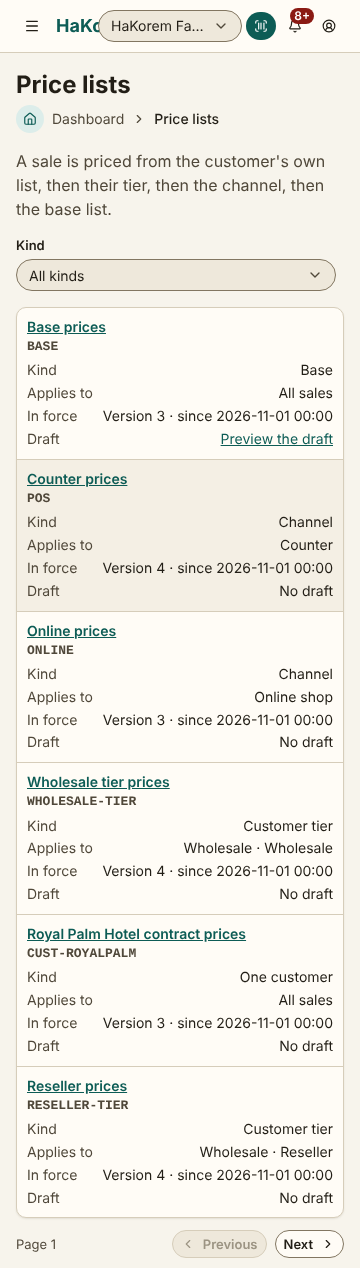 HaKo
HaKorem Fa...
8+
Price lists
Dashboard > Price lists
A sale is priced from the customer's own
list, then their tier, then the channel, then
the base list.
Kind
All kinds
Base prices
BASE
Kind Base
Applies to All sales
In force Version 3 · since 2026-11-01 00:00
Draft Preview the draft
Counter prices
POS
Kind Channel
Applies to Counter
In force Version 4 · since 2026-11-01 00:00
Draft No draft
Online prices
ONLINE
Kind Channel
Applies to Online shop
In force Version 3 · since 2026-11-01 00:00
Draft No draft
Wholesale tier prices
WHOLESALE-TIER
Kind Customer tier
Applies to Wholesale · Wholesale
In force Version 4 · since 2026-11-01 00:00
Draft No draft
Royal Palm Hotel contract prices
CUST-ROYALPALM
Kind One customer
Applies to All sales
In force Version 3 · since 2026-11-01 00:00
Draft No draft
Reseller prices
RESELLER-TIER
Kind Customer tier
Applies to Wholesale · Reseller
In force Version 4 · since 2026-11-01 00:00
Draft No draft
Page 1
Previous
Next